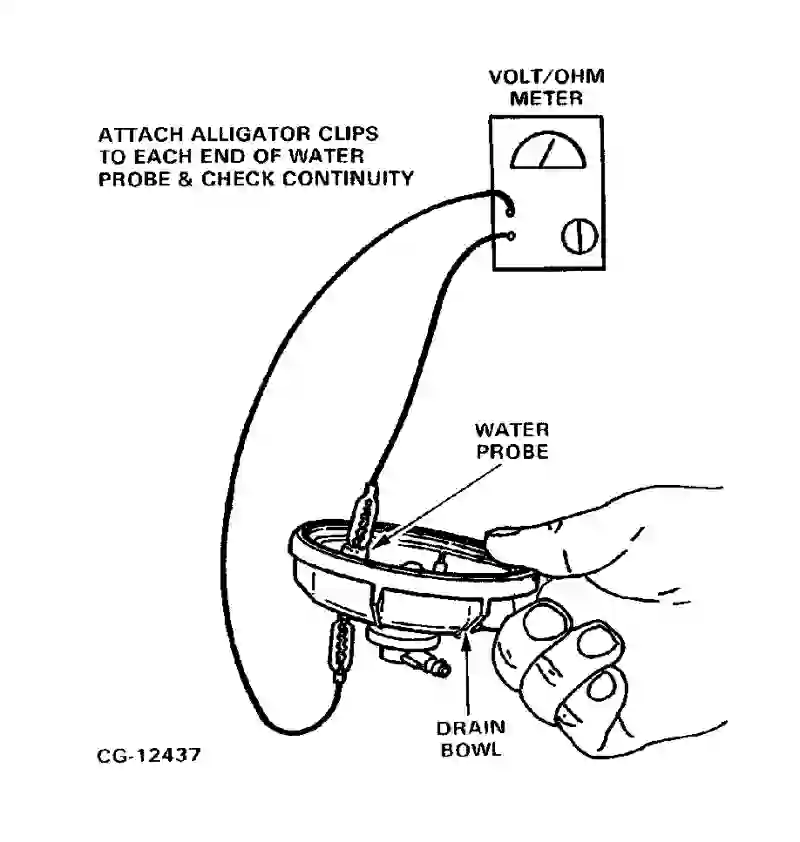 VOLT/OHM
METER
ATTACH ALLIGATOR CLIPS
TO EACH END OF WATER
PROBE & CHECK CONTINUITY
WATER
PROBE
DRAIN
BOWL
CG-12437